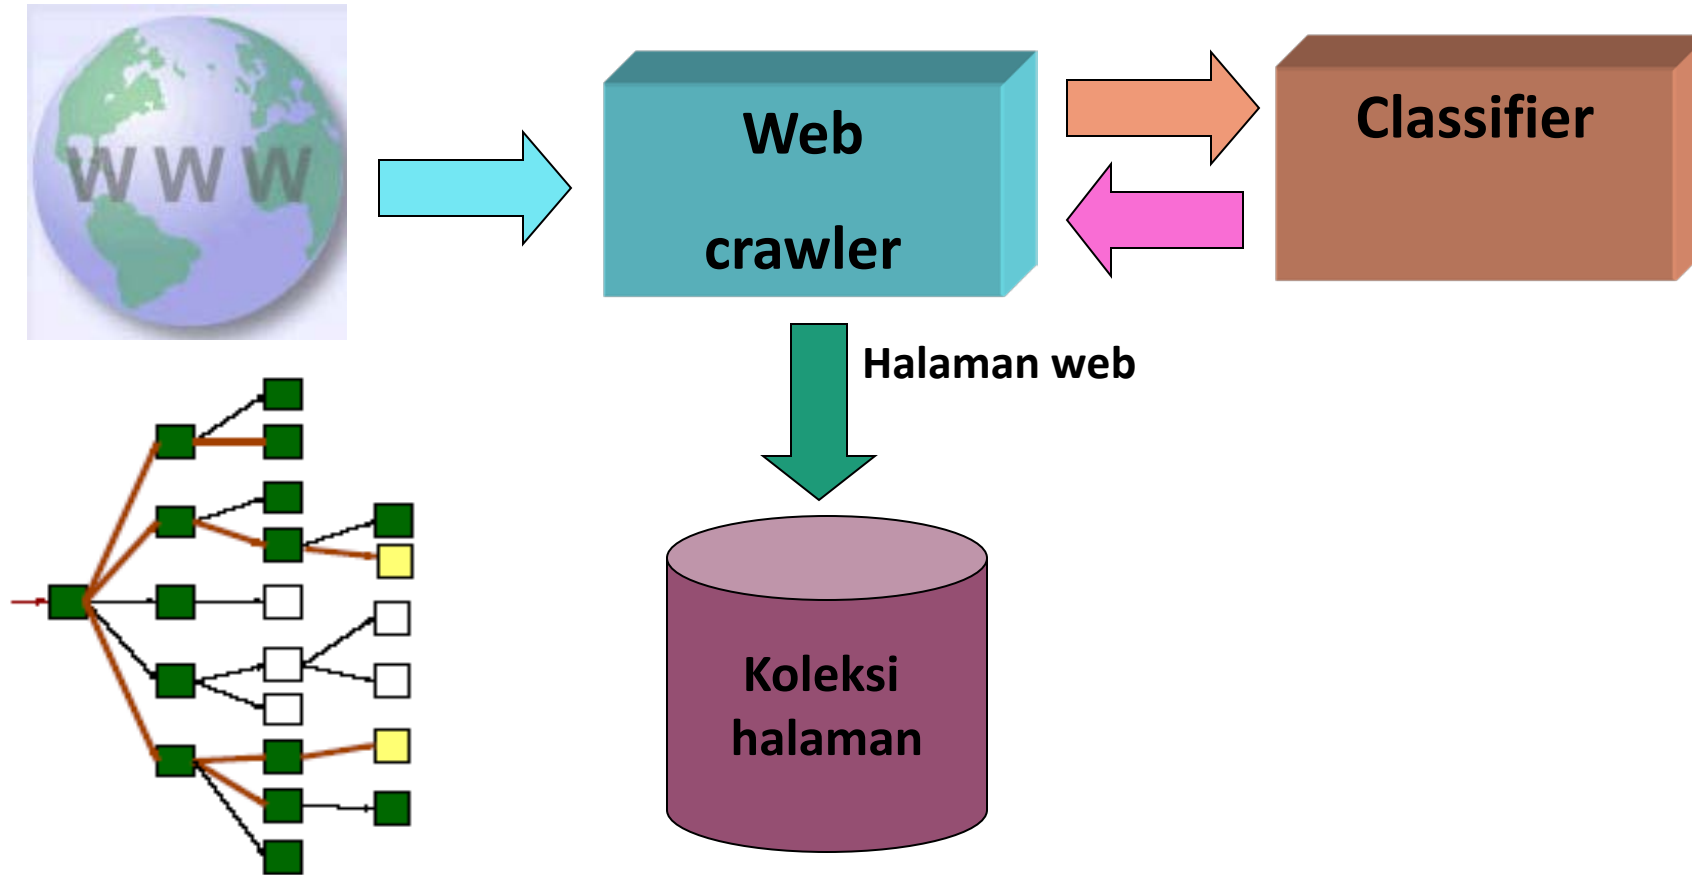 WWW
Web
crawler
Classifier
Halaman web
Koleksi
halaman